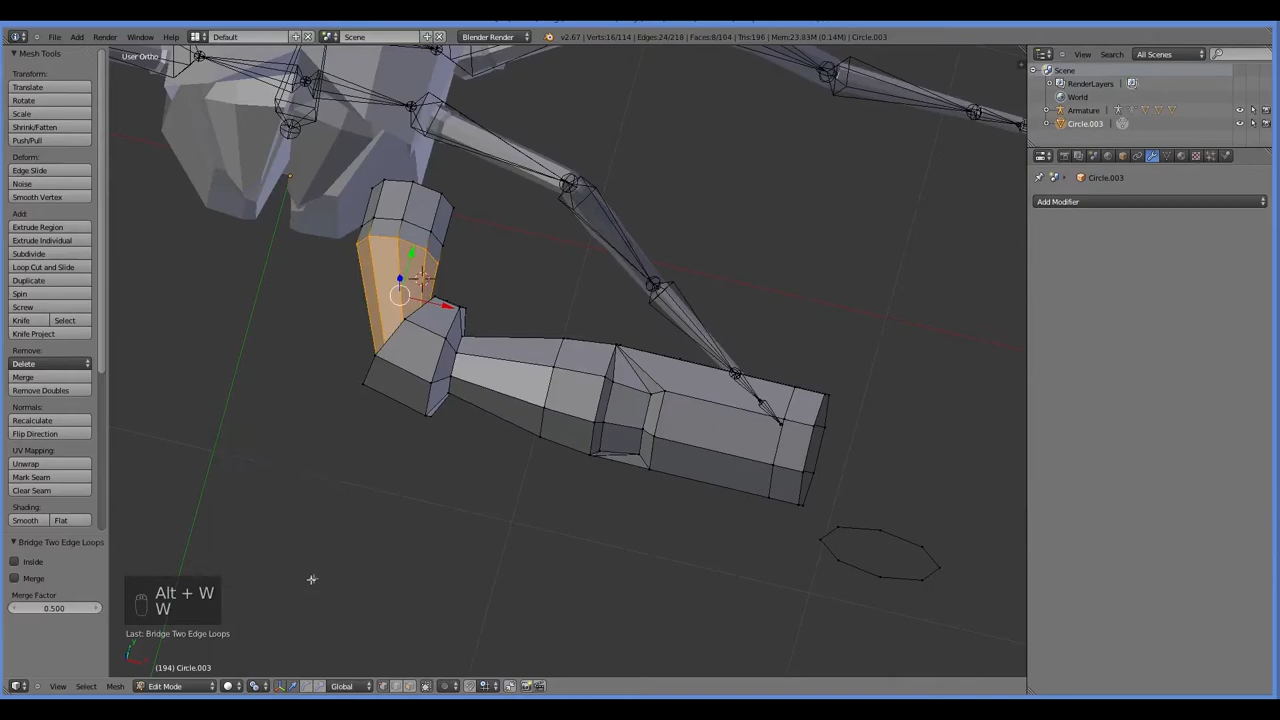 File Add Render Window Help Default Scene Blender Render v2.67 | Verts:16/114 | Edges:24/218 | Faces:8/104 | Tris:196 | Mem:23.83M (0.14M) | Circle.003
View Search All Scenes
Mesh Tools
User Ortho
Scene
RenderLayers
World
Armature
Circle.003
Transform:
Translate
Rotate
Scale
Shrink/Fatten
Push/Pull
Deform:
Edge Slide
Noise
Smooth Vertex
Add:
Extrude Region
Extrude Individual
Subdivide
Loop Cut and Slide
Duplicate
Spin
Screw
Knife Select
Knife Project
Remove:
Delete
Merge
Remove Doubles
Normals:
Recalculate
Flip Direction
UV Mapping:
Unwrap
Mark Seam
Clear Seam
Shading:
Smooth Flat
Bridge Two Edge Loops
Inside
Merge
Merge Factor
0.500
Circle.003
Add Modifier
Alt + W
W
Last: Bridge Two Edge Loops
(194) Circle.003
View Select Mesh Edit Mode Global